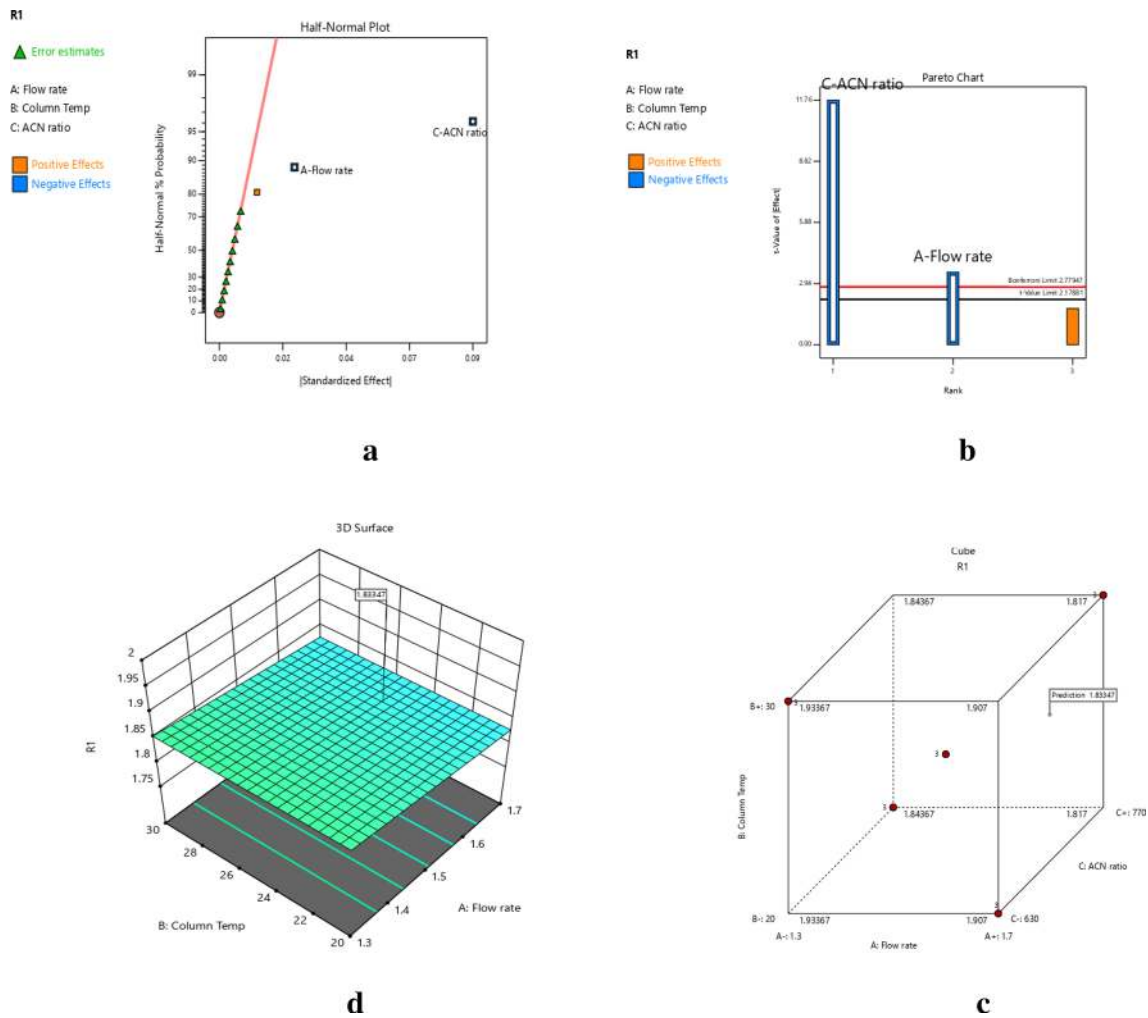 R1
Error estimates
A: Flow rate
B: Column Temp
C: ACN ratio
Positive Effects
Negative Effects
Half-Normal Plot
Half-Normal % Probability
99
95
90
80
70
50
30
20
10
0
C-ACN ratio
A-Flow rate
0.00
0.02
0.04
0.07
0.09
|Standardized Effect|
a
R1
A: Flow rate
B: Column Temp
C: ACN ratio
Positive Effects
Negative Effects
Pareto Chart
C-ACN ratio
t-Value of |Effect|
11.76
8.82
5.88
2.94
0.00
A-Flow rate
Bonferroni Limit 2.77947
t-Value Limit 2.17881
1
2
3
Rank
b
3D Surface
1.83347
2
1.95
1.9
1.85
1.8
1.75
R1
30
28
26
24
22
20
B: Column Temp
1.3
1.4
1.5
1.6
1.7
A: Flow rate
d
Cube
R1
1.84367
1.817
3
B+: 30
3
1.93367
1.907
Prediction 1.83347
3
B: Column Temp
3
1.84367
1.817
C+: 770
C: ACN ratio
3
B-: 20
1.93367
1.907
C-: 630
A-: 1.3
A+: 1.7
A: Flow rate
c